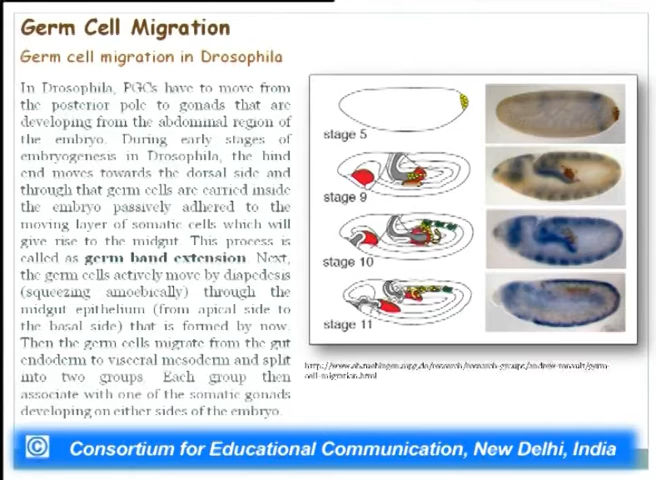 Germ Cell Migration
Germ cell migration in Drosophila
In Drosophila, PGCs have to move from
the posterior pole to gonads that are
developing from the abdominal region of
the embryo. During early stages of
embryogenesis in Drosophila, the hind
end moves towards the dorsal side and
through that germ cells are carried inside
the embryo passively adhered to the
moving layer of somatic cells which will
give rise to the midgut. This process is
called as germ band extension. Next,
the germ cells actively move by diapedesis
(squeezing amoebically) through the
midgut epithelium (from apical side to
the basal side) that is formed by now.
Then the germ cells migrate from the gut
endoderm to visceral mesoderm and split
into two groups. Each group then
associate with one of the somatic gonads
developing on either sides of the embryo.
stage 5
stage 9
stage 10
stage 11
cell-migration.html
© Consortium for Educational Communication, New Delhi, India